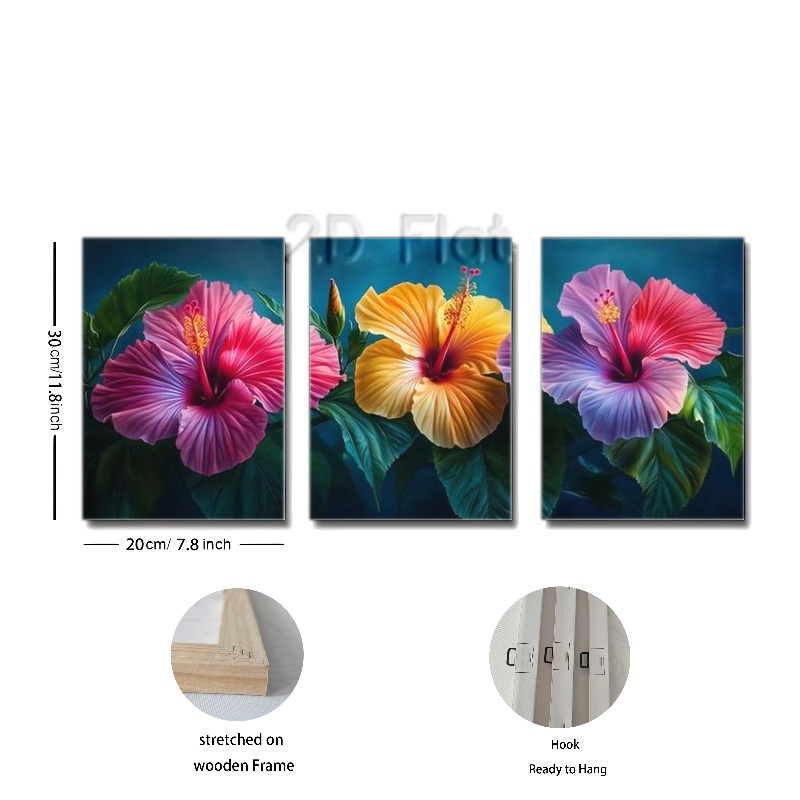 2D Flat
30cm/11.8inch
20cm/ 7.8 inch
stretched on
wooden Frame
Hook
Ready to Hang